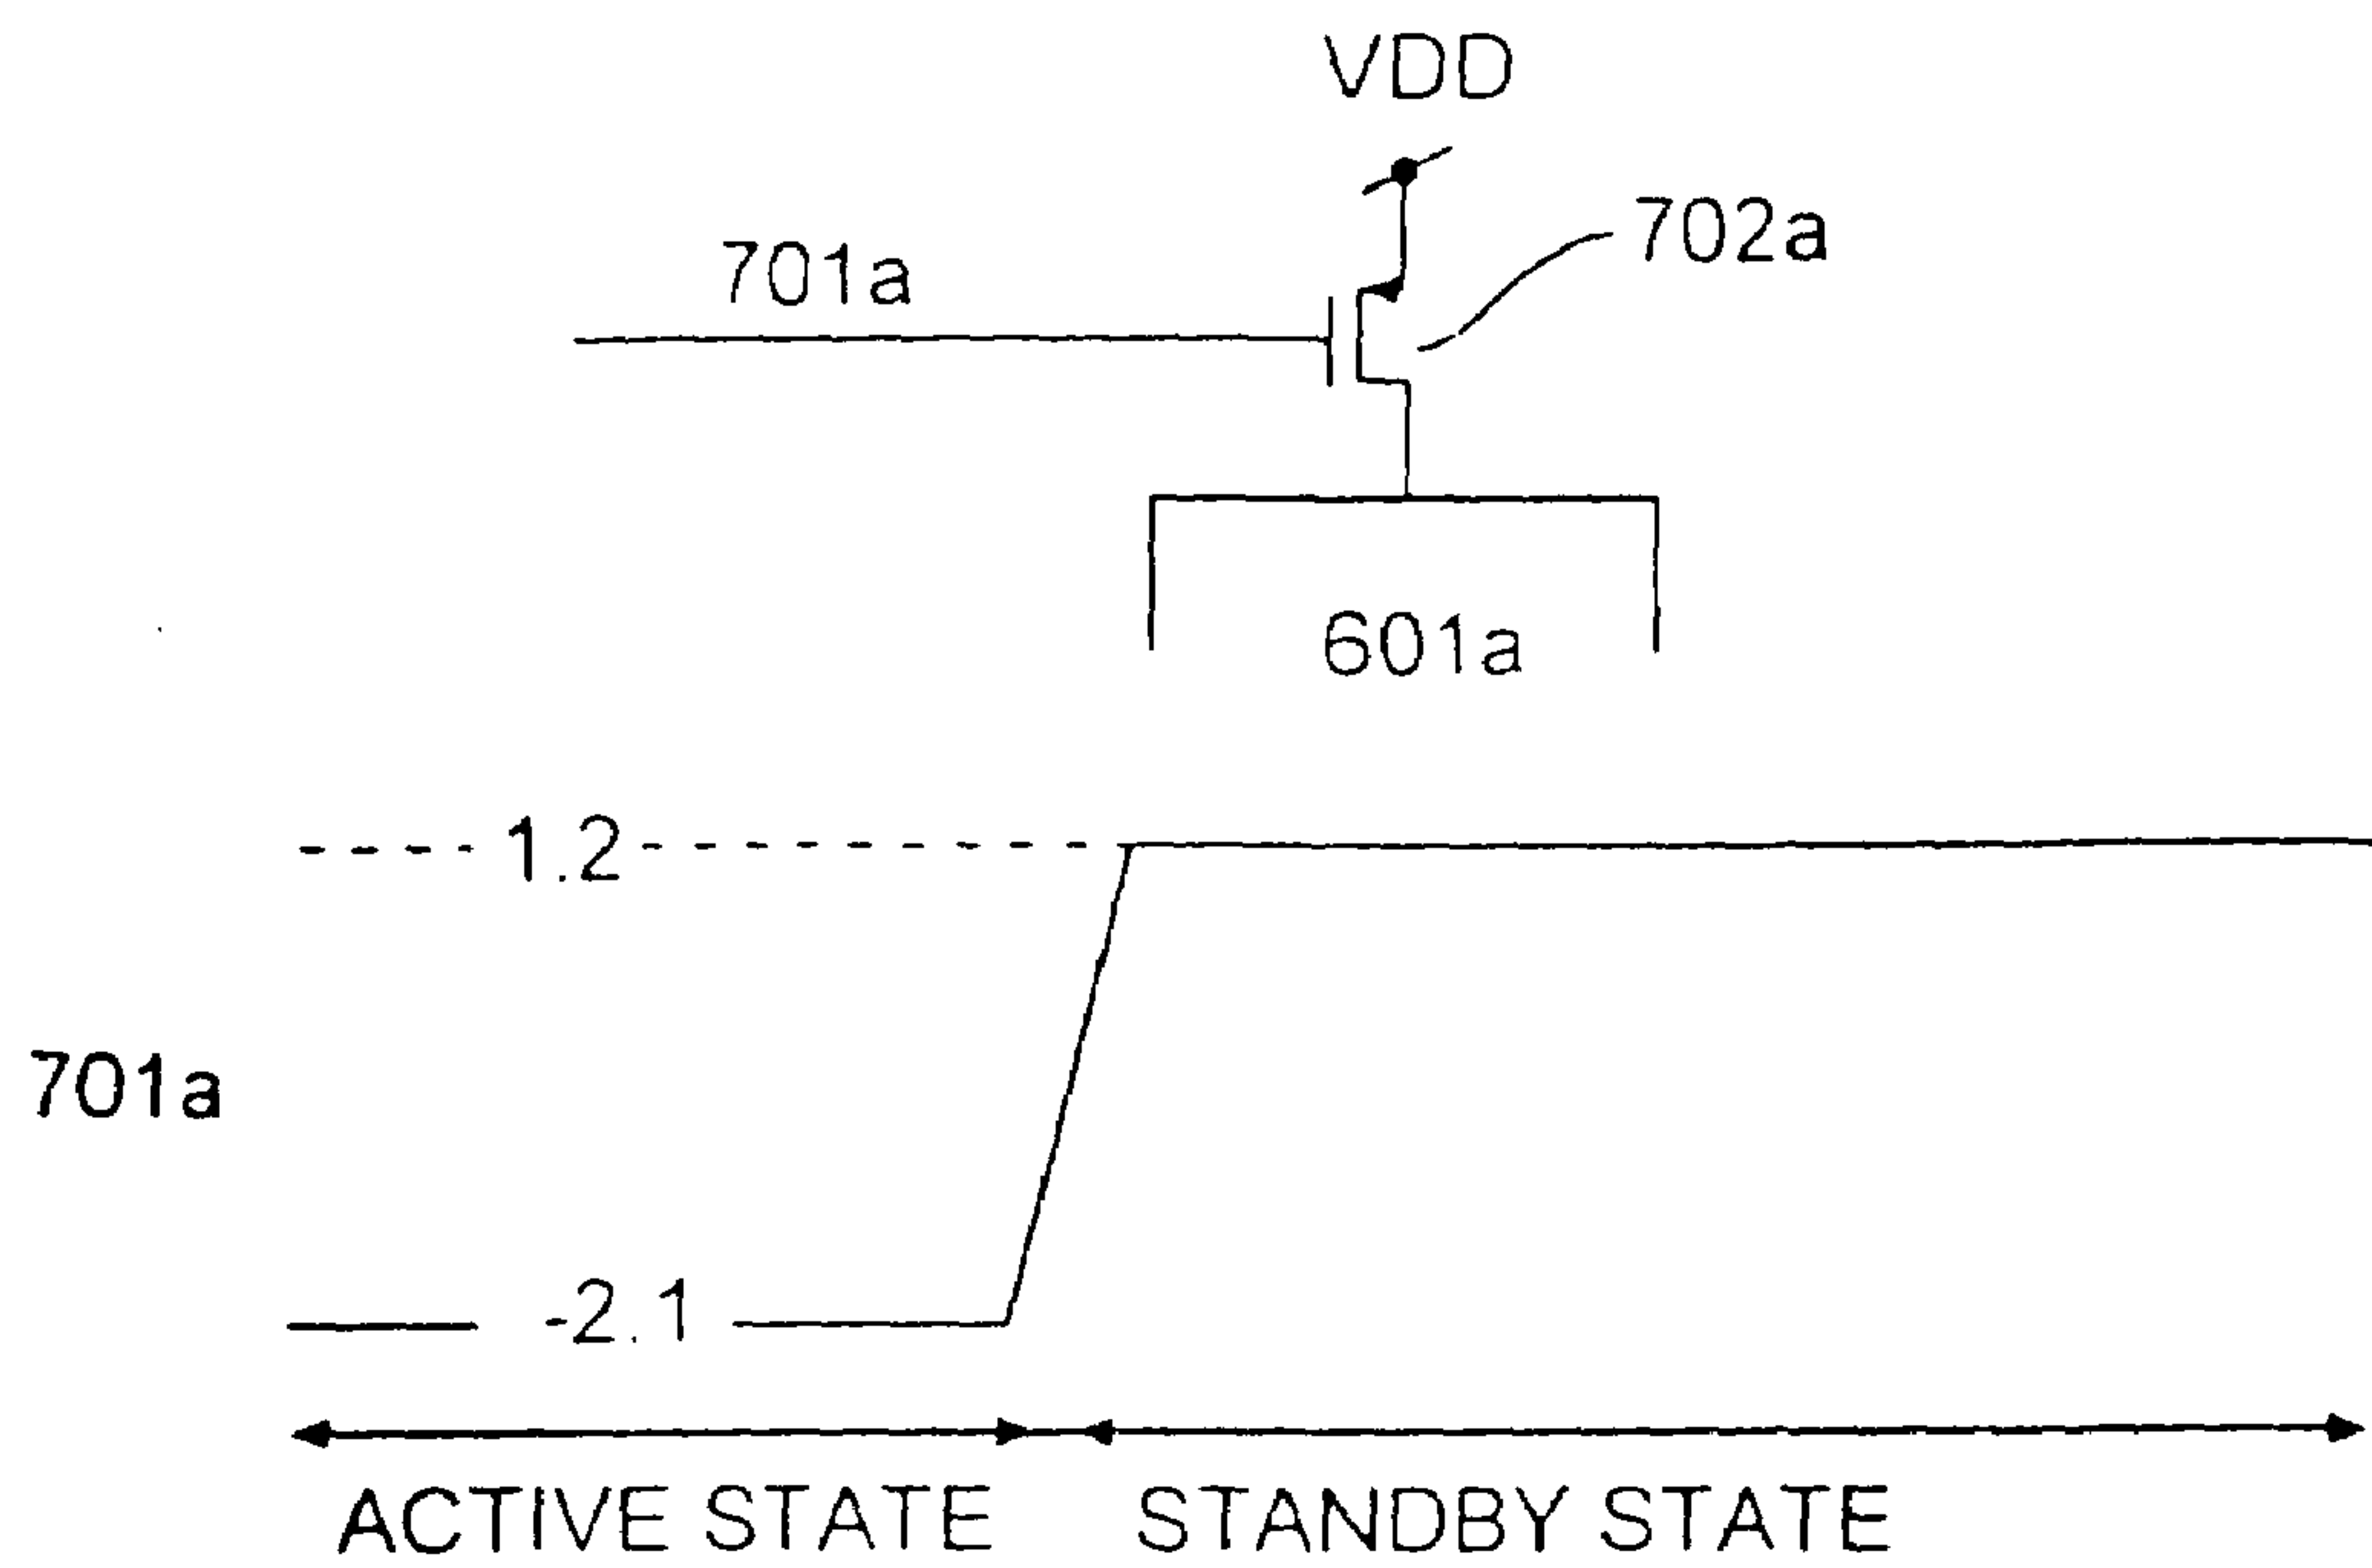 VDD
702a
701a
601a
1.2
701a
-2.1
ACTIVE STATE STANDBY STATE